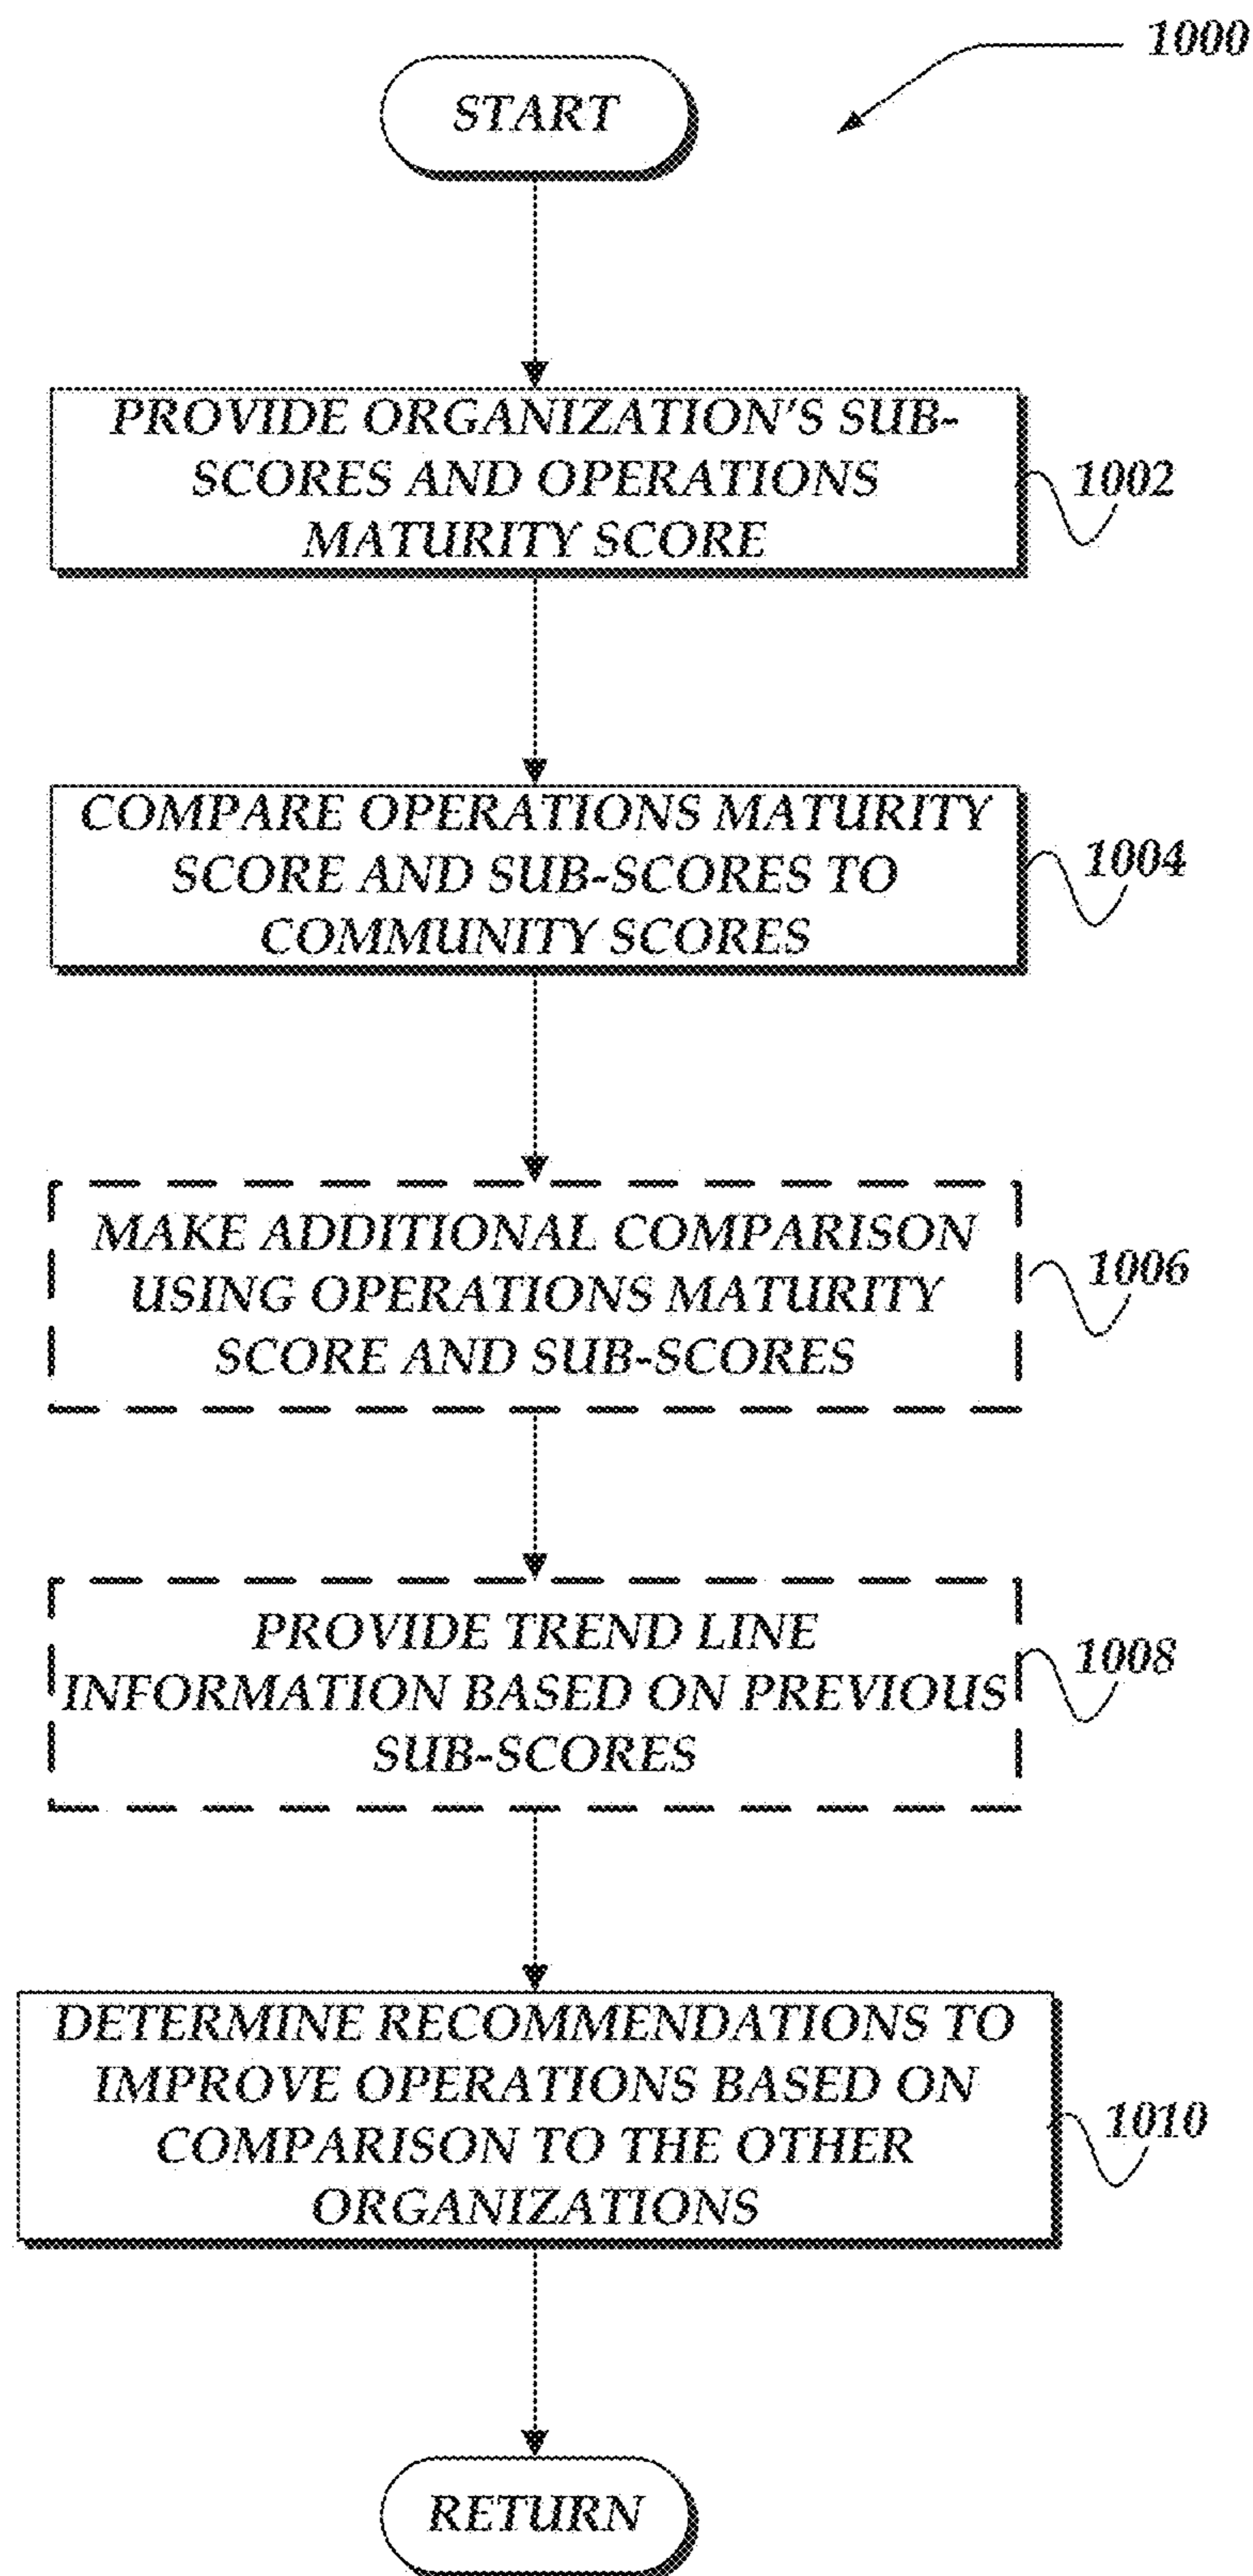 1000
START
PROVIDE ORGANIZATION'S SUB-
SCORES AND OPERATIONS
MATURITY SCORE
1002
COMPARE OPERATIONS MATURITY
SCORE AND SUB-SCORES TO
COMMUNITY SCORES
1004
MAKE ADDITIONAL COMPARISON
USING OPERATIONS MATURITY
SCORE AND SUB-SCORES
1006
PROVIDE TREND LINE
INFORMATION BASED ON PREVIOUS
SUB-SCORES
1008
DETERMINE RECOMMENDATIONS TO
IMPROVE OPERATIONS BASED ON
COMPARISON TO THE OTHER
ORGANIZATIONS
1010
RETURN